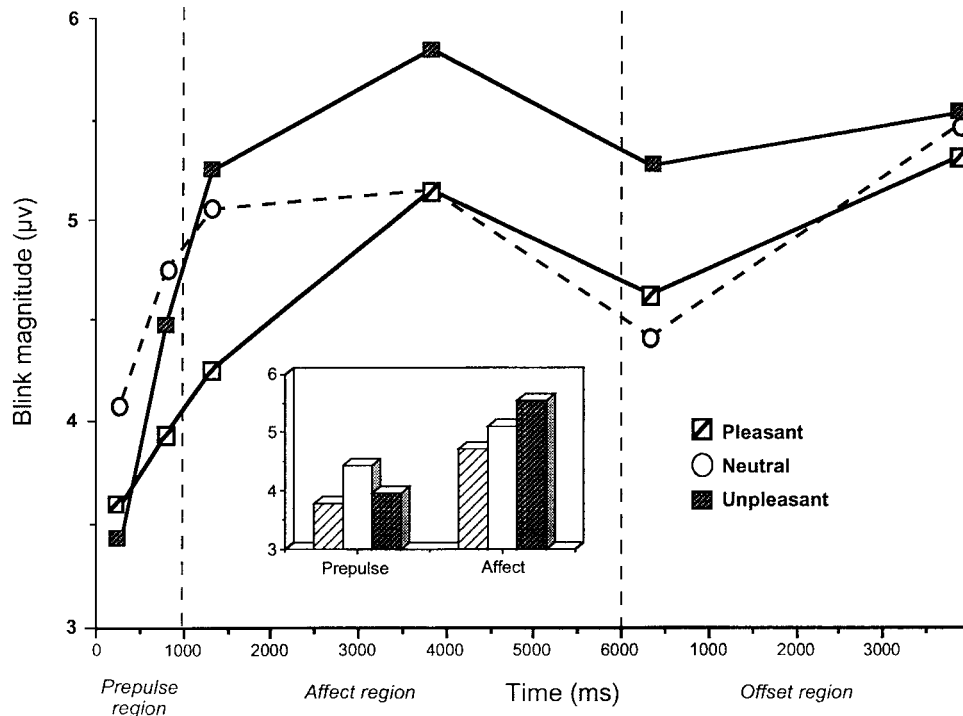 6
5
4
3
Blink magnitude (µv)
6
5
4
3
Prepulse
Affect
Pleasant
Neutral
Unpleasant
0
1000
2000
3000
4000
5000
6000
1000
2000
3000
Prepulse
region
Affect region
Time (ms)
Offset region